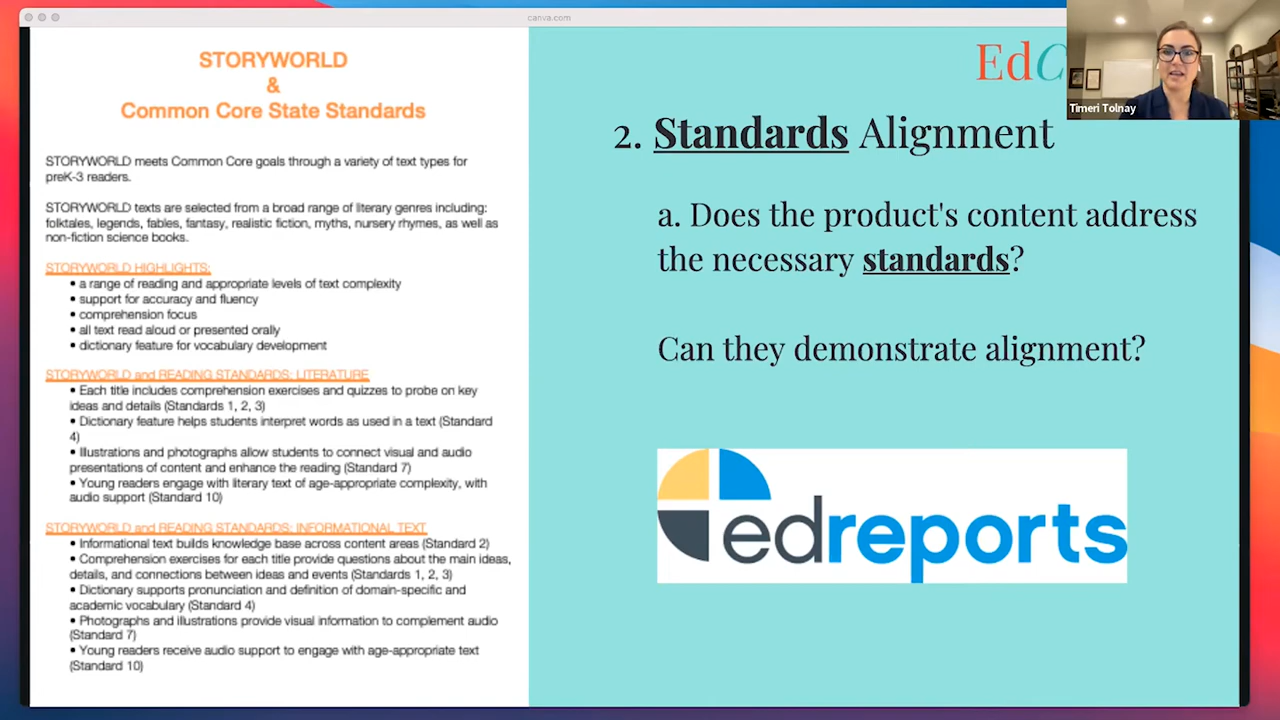 canva.com
STORYWORLD
&
Common Core State Standards
STORYWORLD meets Common Core goals through a variety of text types for
preK-3 readers.
STORYWORLD texts are selected from a broad range of literary genres including:
folktales, legends, fables, fantasy, realistic fiction, myths, nursery rhymes, as well as
non-fiction science books.
STORYWORLD HIGHLIGHTS:
• a range of reading and appropriate levels of text complexity
• support for accuracy and fluency
• comprehension focus
• all text read aloud or presented orally
• dictionary feature for vocabulary development
STORYWORLD and READING STANDARDS: LITERATURE
• Each title includes comprehension exercises and quizzes to probe on key
ideas and details (Standards 1, 2, 3)
• Dictionary feature helps students interpret words as used in a text (Standard
4)
• Illustrations and photographs allow students to connect visual and audio
presentations of content and enhance the reading (Standard 7)
• Young readers engage with literary text of age-appropriate complexity, with
audio support (Standard 10)
STORYWORLD and READING STANDARDS: INFORMATIONAL TEXT
• Informational text builds knowledge base across content areas (Standard 2)
• Comprehension exercises for each title provide questions about the main ideas,
details, and connections between ideas and events (Standards 1, 2, 3)
• Dictionary supports pronunciation and definition of domain-specific and
academic vocabulary (Standard 4)
• Photographs and illustrations provide visual information to complement audio
(Standard 7)
• Young readers receive audio support to engage with age-appropriate text
(Standard 10)
EdC
Timeri Tolnay
2. Standards Alignment
a. Does the product's content address
the necessary standards?
Can they demonstrate alignment?
edreports